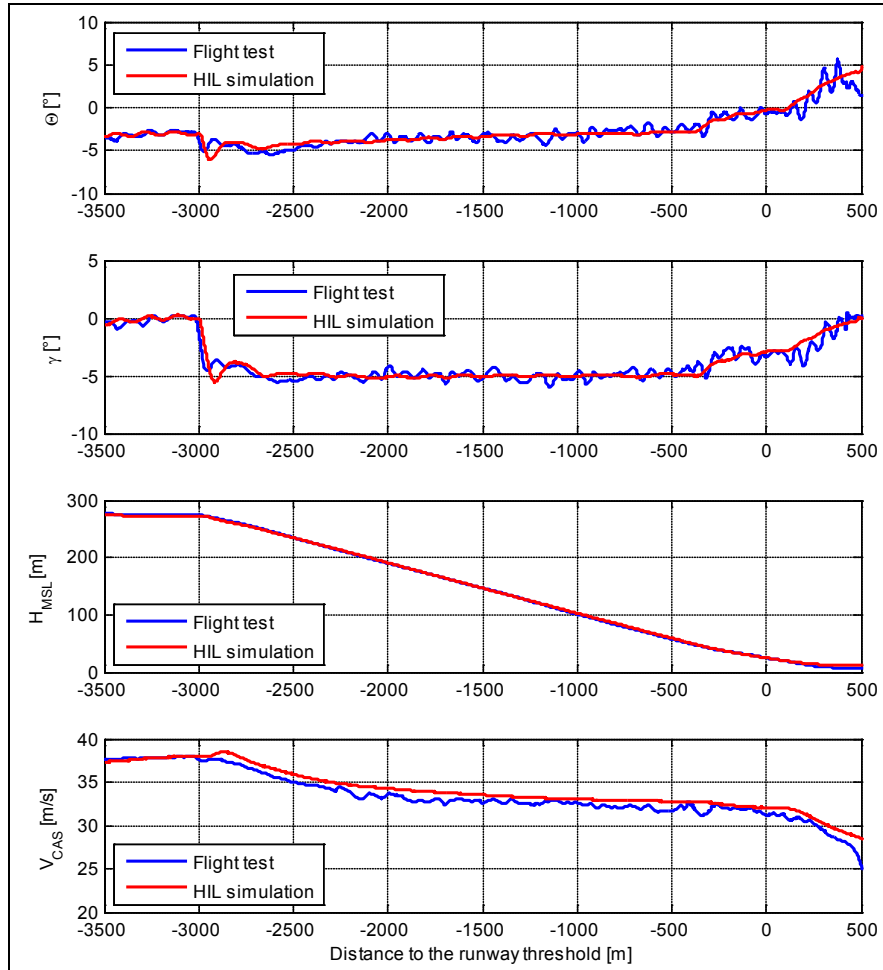 10
5
0
-5
-10
Θ [°]
Flight test
HIL simulation
-3500 -3000 -2500 -2000 -1500 -1000 -500 0 500
5
0
-5
-10
γ [°]
Flight test
HIL simulation
-3500 -3000 -2500 -2000 -1500 -1000 -500 0 500
300
200
100
0
H_MSL [m]
Flight test
HIL simulation
-3500 -3000 -2500 -2000 -1500 -1000 -500 0 500
40
35
30
25
20
V_CAS [m/s]
Flight test
HIL simulation
-3500 -3000 -2500 -2000 -1500 -1000 -500 0 500
Distance to the runway threshold [m]